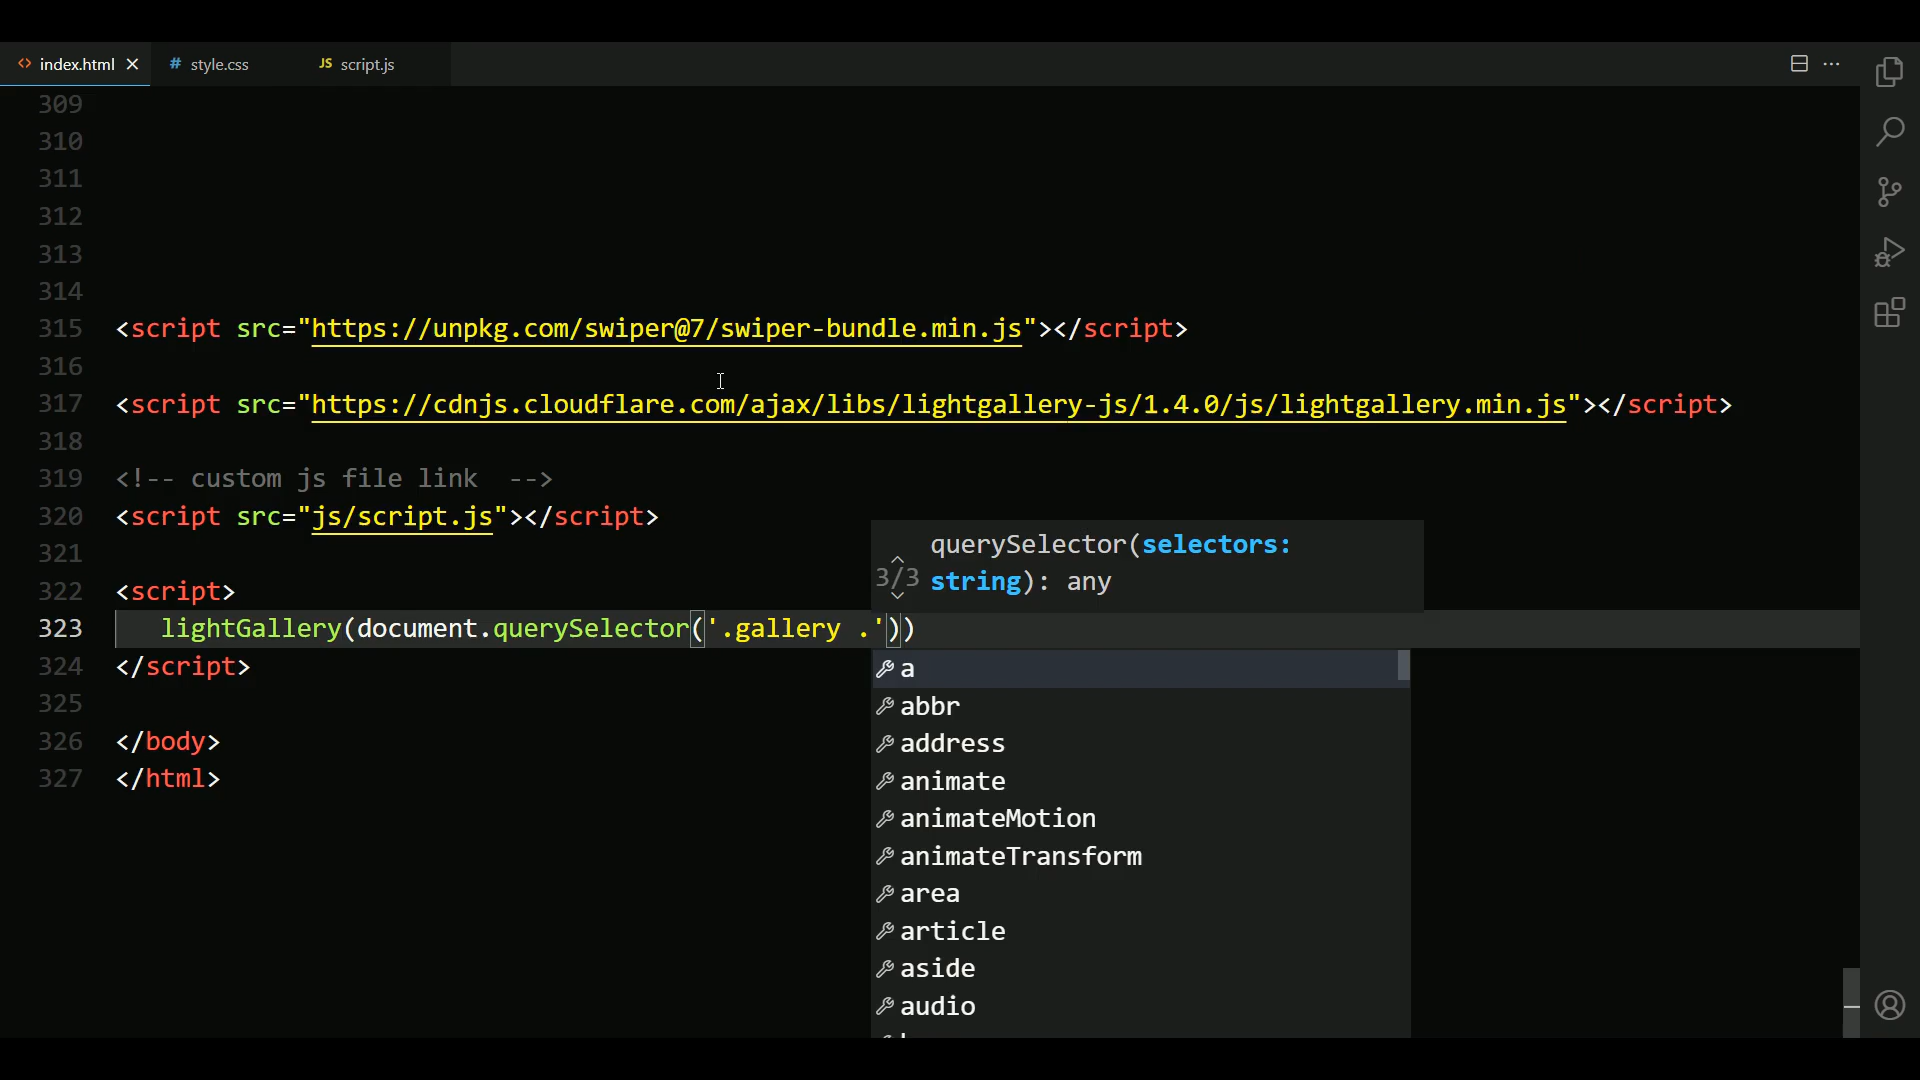 <> index.html ×
# style.css
JS script.js
309
310
311
312
313
314
315 <script src="https://unpkg.com/swiper@7/swiper-bundle.min.js"></script>
316
317 <script src="https://cdnjs.cloudflare.com/ajax/libs/lightgallery-js/1.4.0/js/lightgallery.min.js"></script>
318
319 <!-- custom js file link  -->
320 <script src="js/script.js"></script>
321
querySelector(selectors:
3/3 string): any
322 <script>
323 lightGallery(document.querySelector('.gallery .'))
324 </script>
a
325
abbr
326 </body>
address
327 </html>
animate
animateMotion
animateTransform
area
article
aside
audio